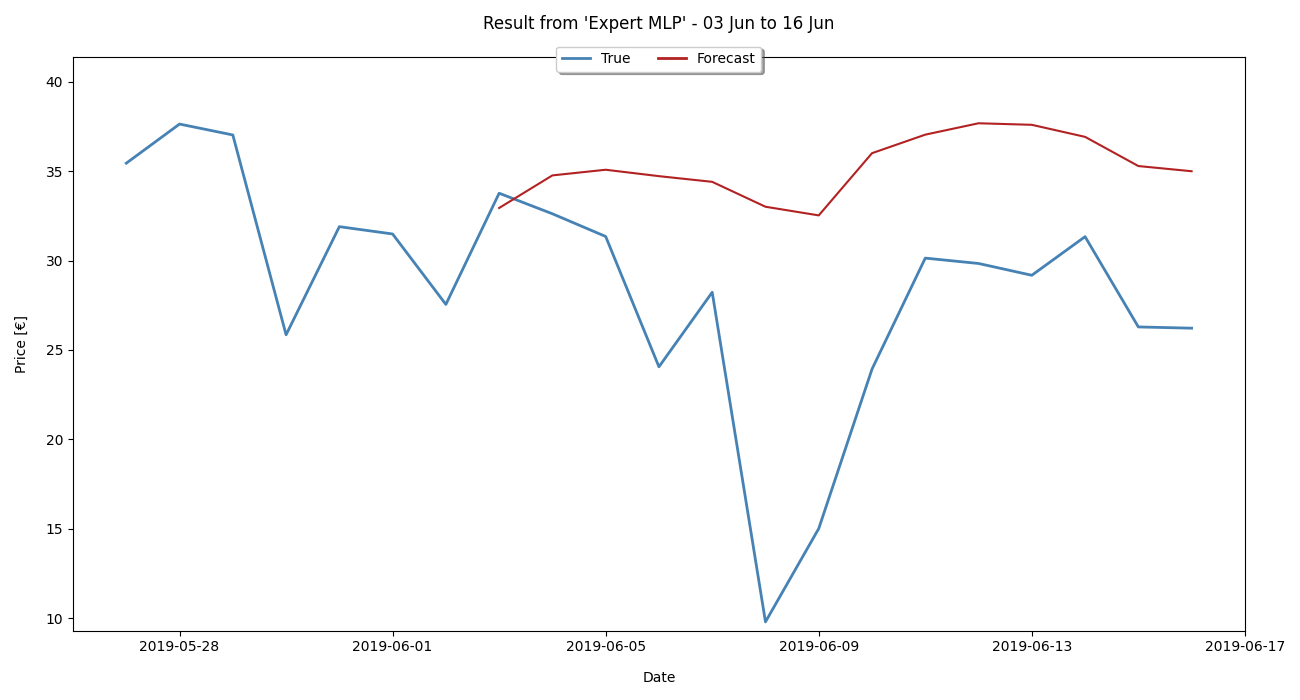 Result from 'Expert MLP' - 03 Jun to 16 Jun
True Forecast
40
35
30
25
20
15
10
Price [€]
2019-05-28 2019-06-01 2019-06-05 2019-06-09 2019-06-13 2019-06-17
Date